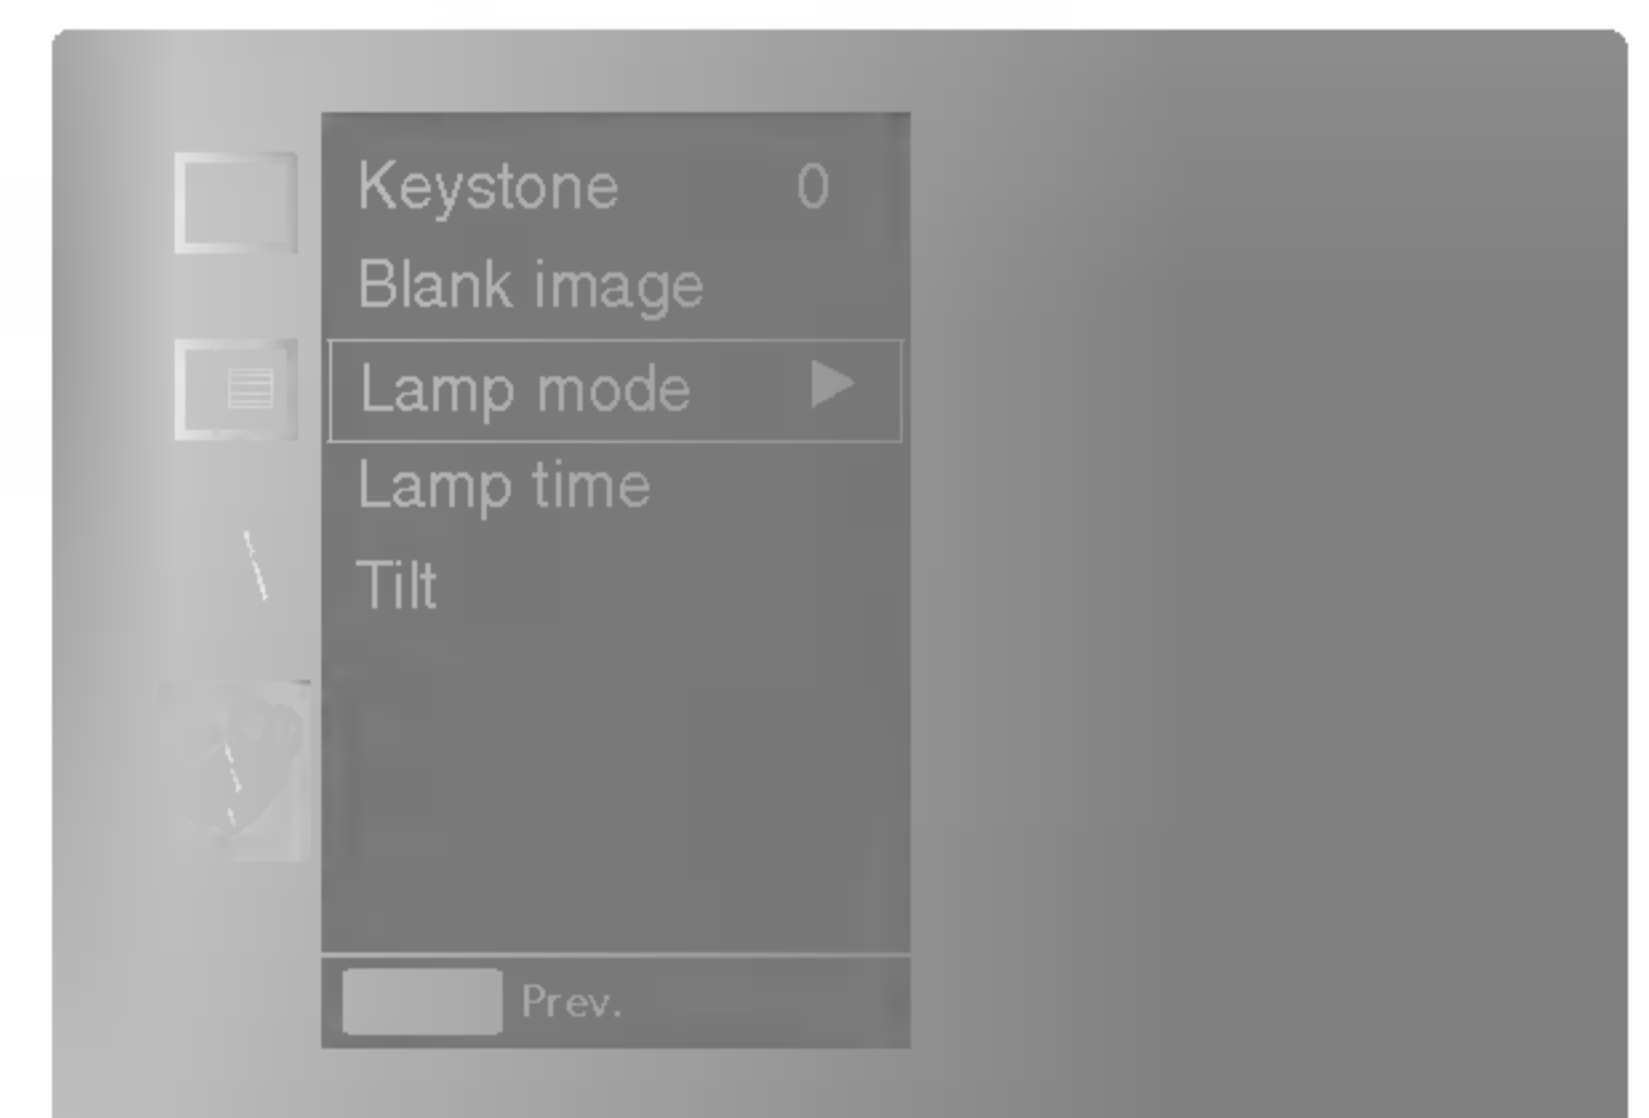 Keystone 0
Blank image
Lamp mode ▶
Lamp time
Tilt
Prev.